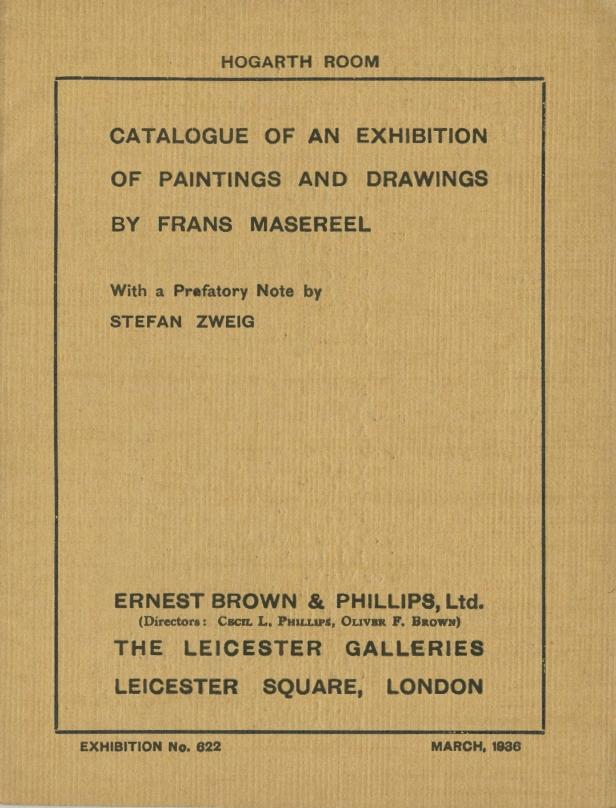 HOGARTH ROOM
CATALOGUE OF AN EXHIBITION
OF PAINTINGS AND DRAWINGS
BY FRANS MASEREEL
With a Prefatory Note by
STEFAN ZWEIG
ERNEST BROWN & PHILLIPS, Ltd.
(Directors: CECIL L. PHILLIPS, OLIVER F. BROWN)
THE LEICESTER GALLERIES
LEICESTER SQUARE, LONDON
EXHIBITION No. 622 MARCH, 1936